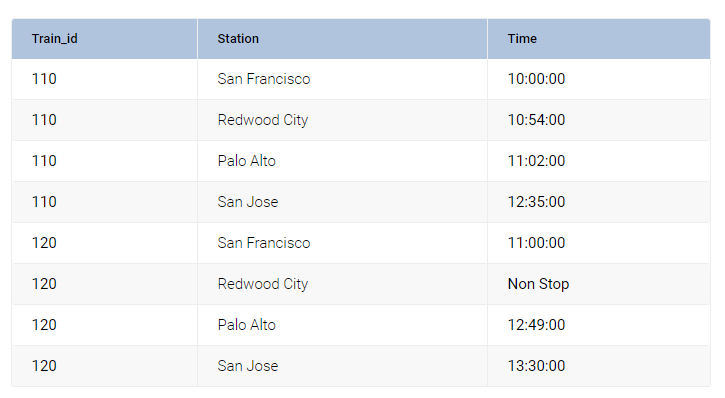 Train_id Station Time
110 San Francisco 10:00:00
110 Redwood City 10:54:00
110 Palo Alto 11:02:00
110 San Jose 12:35:00
120 San Francisco 11:00:00
120 Redwood City Non Stop
120 Palo Alto 12:49:00
120 San Jose 13:30:00